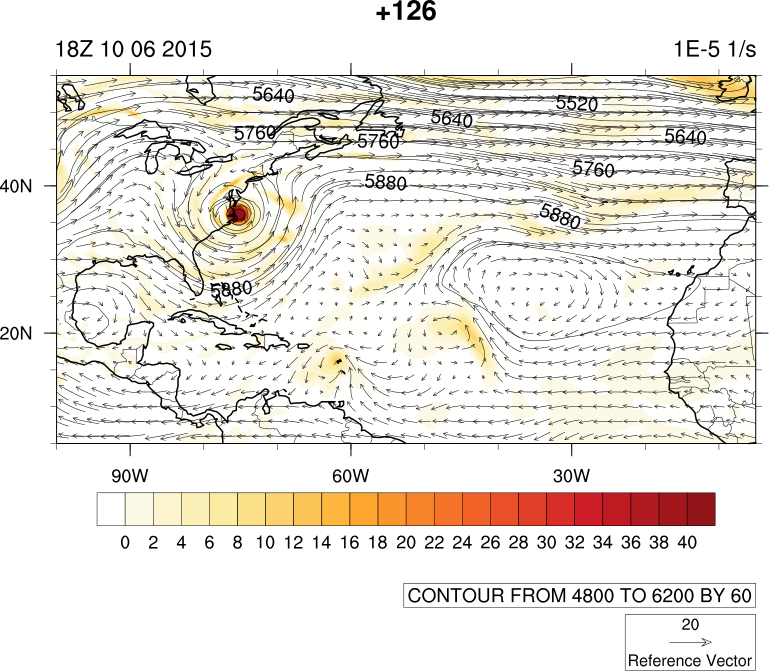 +126
18Z 10 06 2015 1E-5 1/s
5640 5520
5640
5760 5760 5640
5760
40N 5880
5880
5880
20N
90W 60W 30W
0 2 4 6 8 10 12 14 16 18 20 22 24 26 28 30 32 34 36 38 40
CONTOUR FROM 4800 TO 6200 BY 60
20
Reference Vector